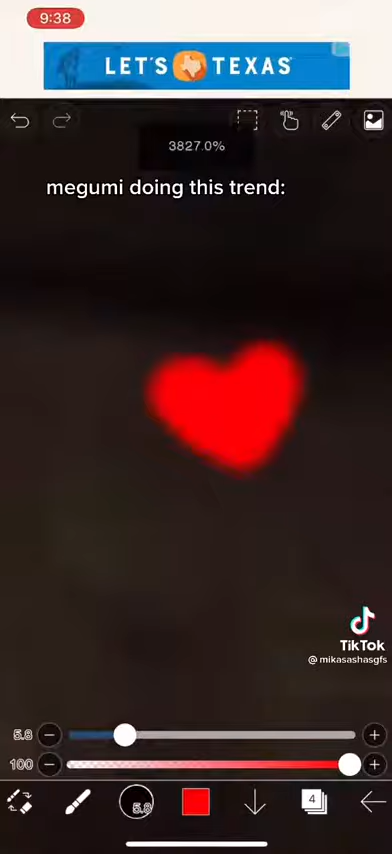 9:38
LET'S TEXAS
3827.0%
megumi doing this trend:
TikTok
@mikasashasgfs
5.8
100
5.8
4